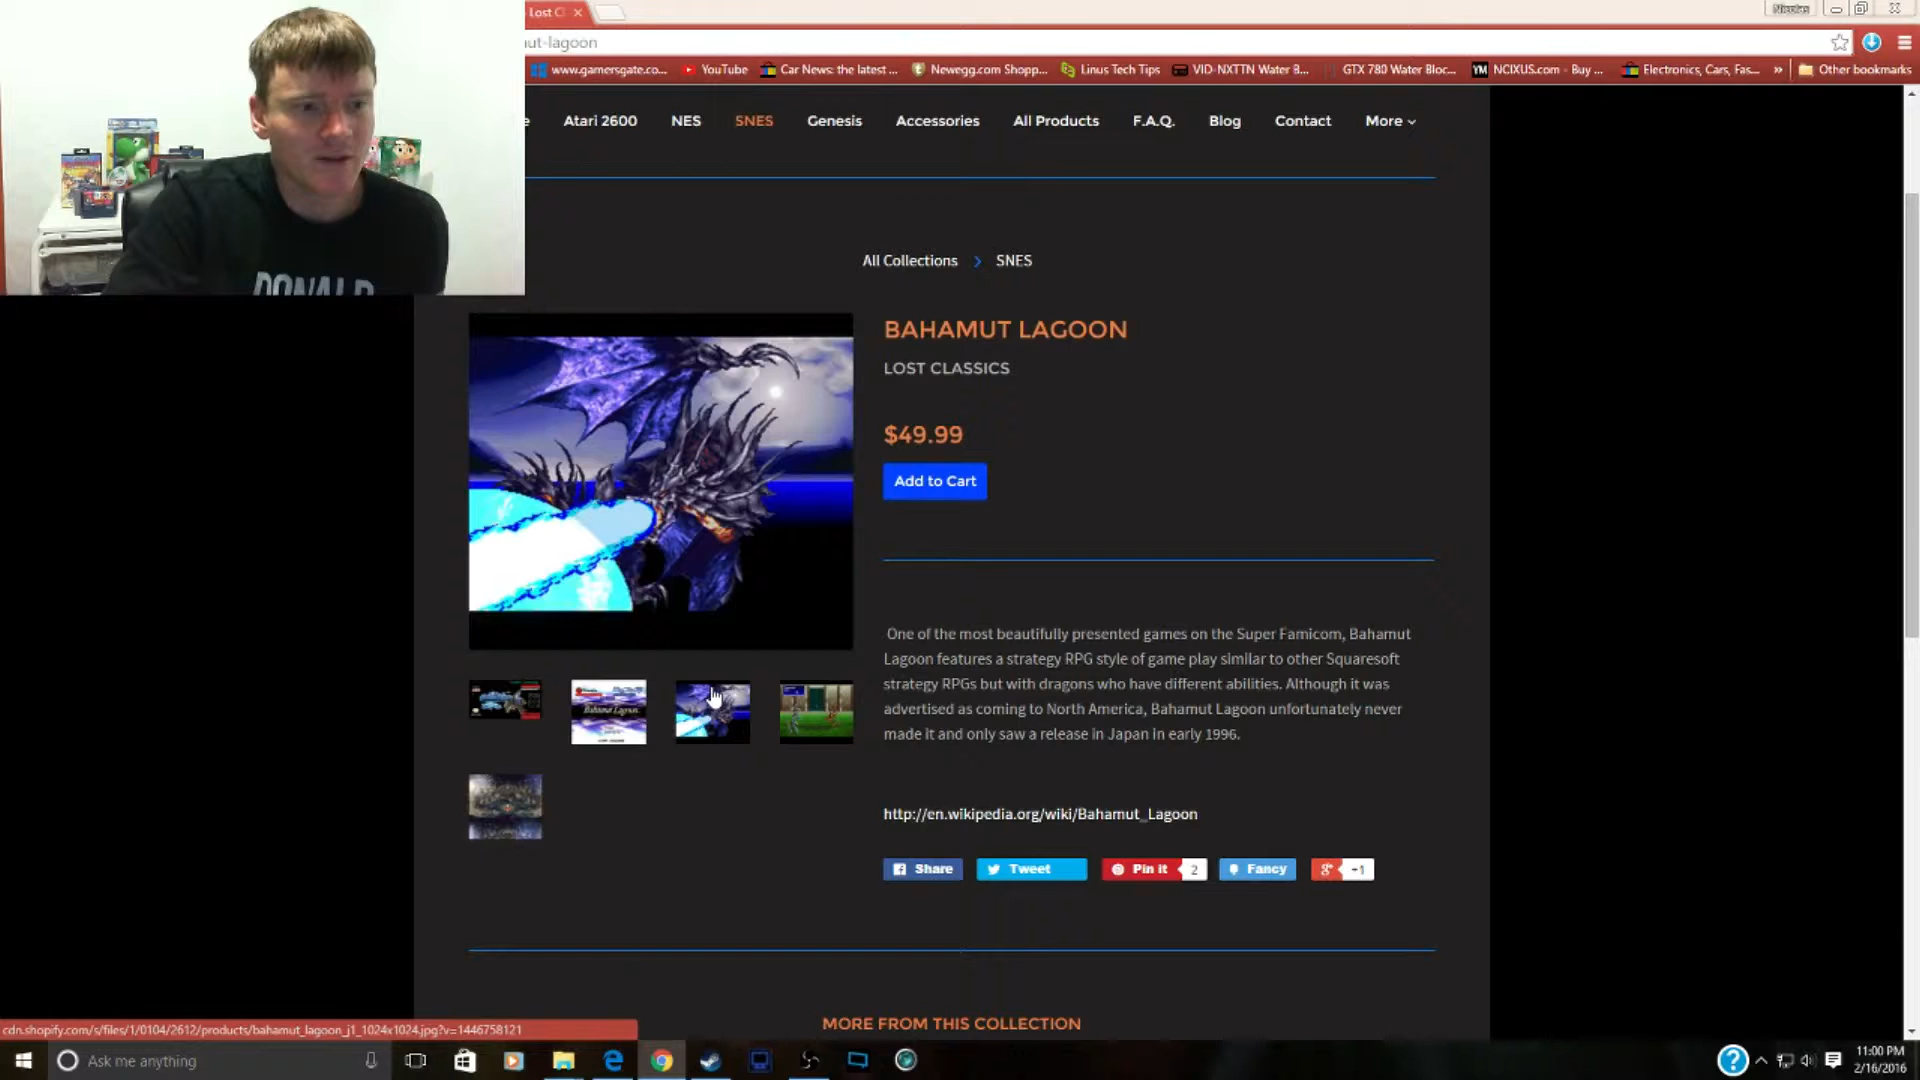 Lost C
Nicolas
ut-lagoon
www.gamersgate.co... YouTube Car News: the latest ... Newegg.com Shopp... Linus Tech Tips VID-NXTTN Water B... GTX 780 Water Bloc... NCIXUS.com - Buy ... Electronics, Cars, Fas... » Other bookmarks
e Atari 2600 NES SNES Genesis Accessories All Products F.A.Q. Blog Contact More
All Collections > SNES
DONALD
BAHAMUT LAGOON
LOST CLASSICS
$49.99
Add to Cart
One of the most beautifully presented games on the Super Famicom, Bahamut
Lagoon features a strategy RPG style of game play similar to other Squaresoft
strategy RPGs but with dragons who have different abilities. Although it was
advertised as coming to North America, Bahamut Lagoon unfortunately never
made it and only saw a release in Japan in early 1996.
Bahamut Lagoon
http://en.wikipedia.org/wiki/Bahamut_Lagoon
Share Tweet Pin it 2 Fancy +1
MORE FROM THIS COLLECTION
cdn.shopify.com/s/files/1/0104/2612/products/bahamut_lagoon_j1_1024x1024.jpg?v=1446758121
Ask me anything
11:00 PM
2/16/2016